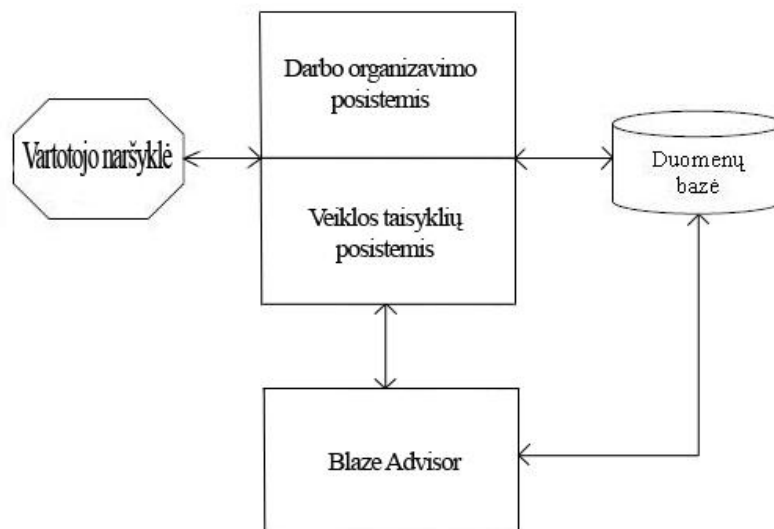 Darbo organizavimo
posistemis
Vartotojo naršyklė
Duomenų
bazė
Veiklos taisyklių
posistemis
Blaze Advisor